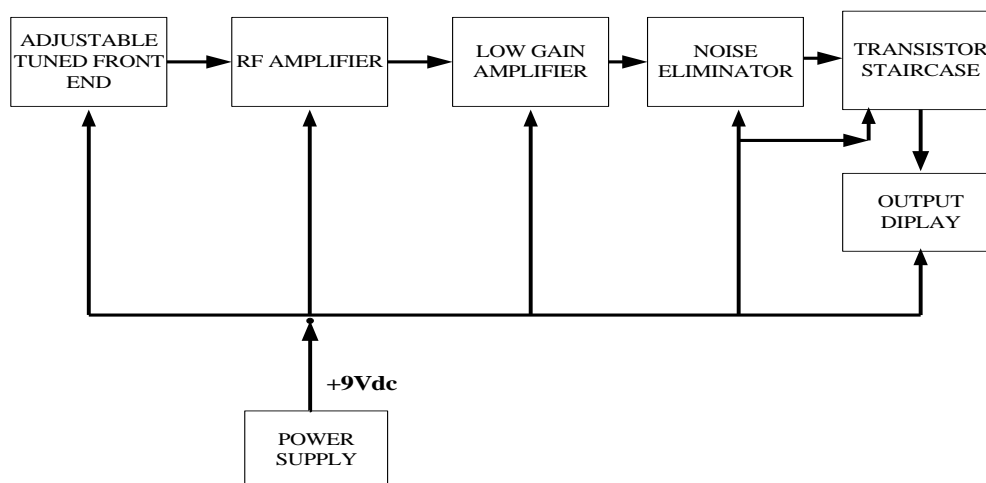 ADJUSTABLE
TUNED FRONT
END
RF AMPLIFIER
LOW GAIN
AMPLIFIER
NOISE
ELIMINATOR
TRANSISTOR
STAIRCASE
OUTPUT
DIPLAY
+9Vdc
POWER
SUPPLY